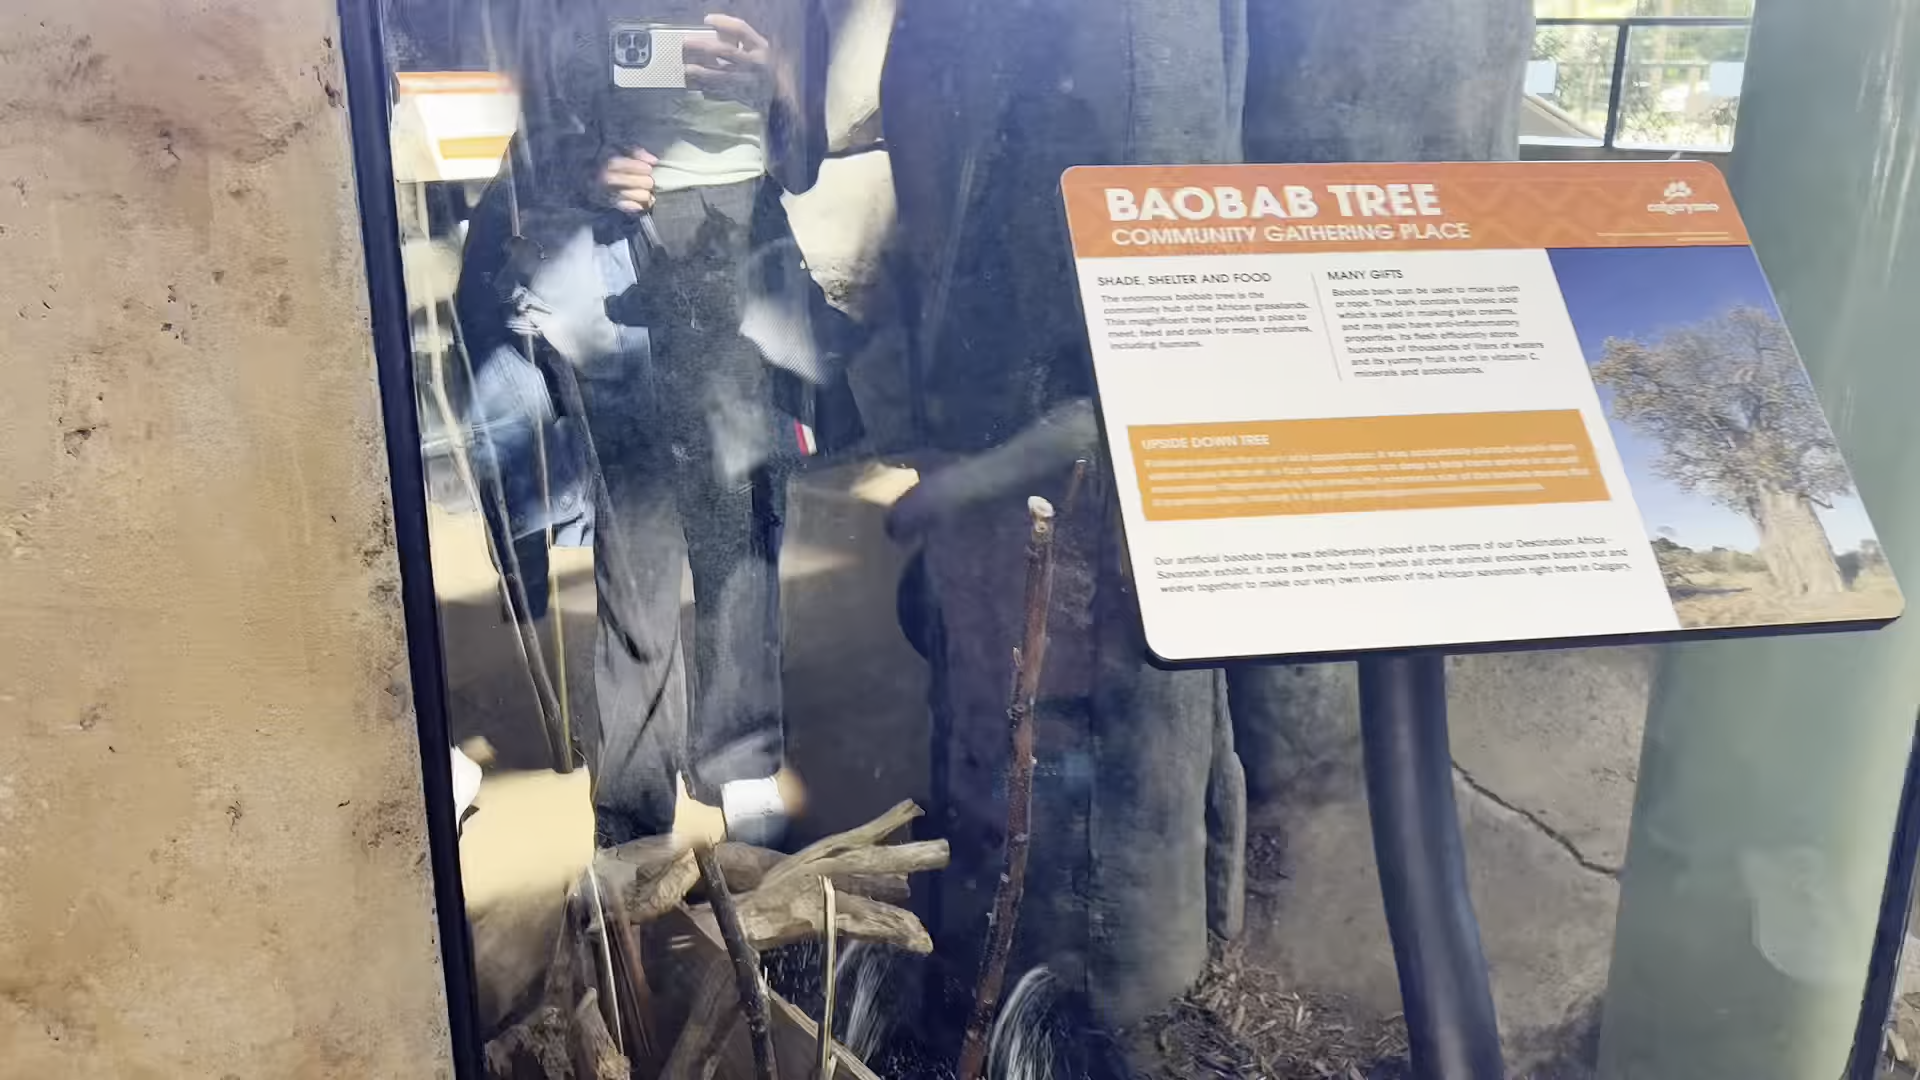 BAOBAB TREE
COMMUNITY GATHERING PLACE
calgaryzoo
SHADE, SHELTER AND FOOD
The enormous baobab tree is the
community hub of the African grasslands.
This magnificent tree provides a place to
meet, feed and drink for many creatures,
including humans.
MANY GIFTS
Baobab bark can be used to make cloth
or rope. The bark contains linoleic acid
which is used in making skin creams,
and may also have anti-inflammatory
properties. Its flesh efficiently stores
hundreds of thousands of liters of waters
and its yummy fruit is rich in vitamin C,
minerals and antioxidants.
UPSIDE DOWN TREE
Our artificial baobab tree was deliberately placed at the centre of our Destination Africa -
Savannah exhibit. It acts as the hub from which all other animal enclosures branch out and
weave together to make our very own version of the African savannah right here in Calgary.